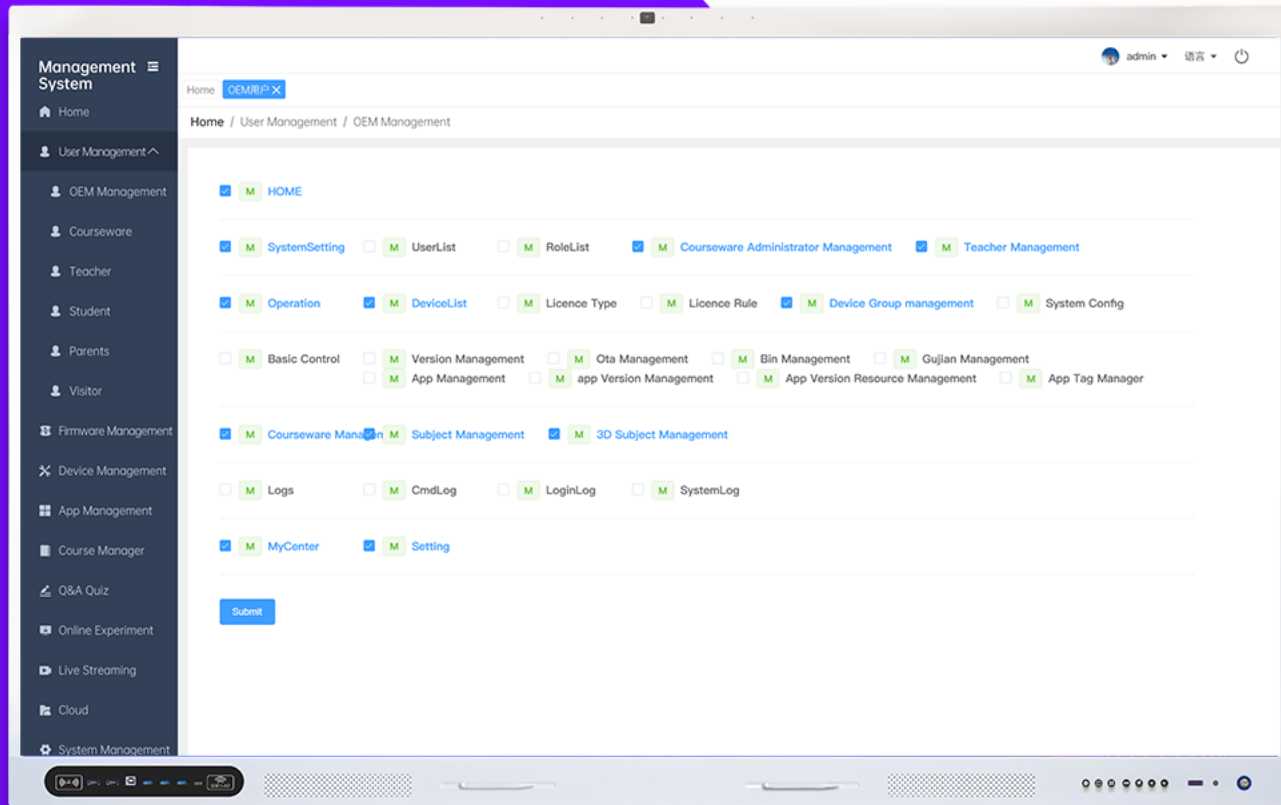 admin 语言
Management
System
Home OEM用户
Home / User Management / OEM Management
Home
User Management
OEM Management
Courseware
Teacher
Student
Parents
Visitor
Firmware Management
Device Management
App Management
Course Manager
Q&A Quiz
Online Experiment
Live Streaming
Cloud
System Management
M HOME
M SystemSetting M UserList M RoleList M Courseware Administrator Management M Teacher Management
M Operation M DeviceList M Licence Type M Licence Rule M Device Group management M System Config
M Basic Control M Version Management M Ota Management M Bin Management M Gujian Management
M App Management M app Version Management M App Version Resource Management M App Tag Manager
M Courseware M Subject Management M 3D Subject Management
M Logs M CmdLog M LoginLog M SystemLog
M MyCenter M Setting
Submit